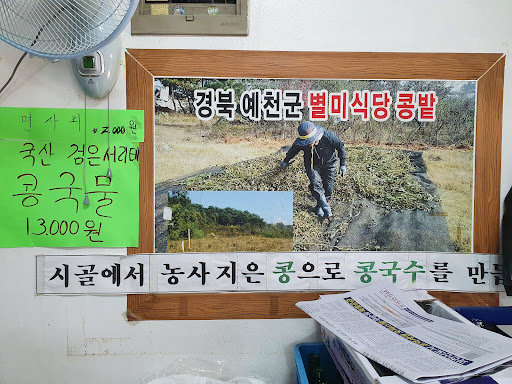 면사리 2,000원
국산 검은서리태
콩국물
13.000원
경북 예천군 별미식당 콩밭
시골에서 농사지은 콩으로 콩국수를 만